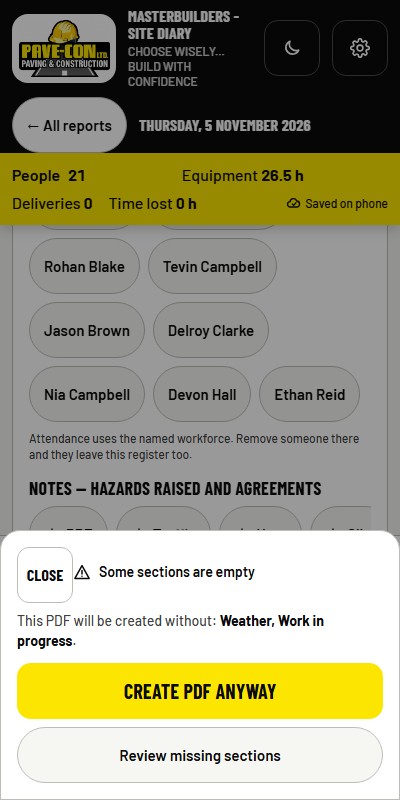 PAVE-CON LTD.
PAVING & CONSTRUCTION
MASTERBUILDERS -
SITE DIARY
CHOOSE WISELY...
BUILD WITH
CONFIDENCE
← All reports
THURSDAY, 5 NOVEMBER 2026
People 21
Equipment 26.5 h
Deliveries 0 Time lost 0 h
Saved on phone
Rohan Blake
Tevin Campbell
Jason Brown
Delroy Clarke
Nia Campbell
Devon Hall
Ethan Reid
Attendance uses the named workforce. Remove someone there
and they leave this register too.
NOTES — HAZARDS RAISED AND AGREEMENTS
CLOSE
Some sections are empty
This PDF will be created without: Weather, Work in
progress.
CREATE PDF ANYWAY
Review missing sections